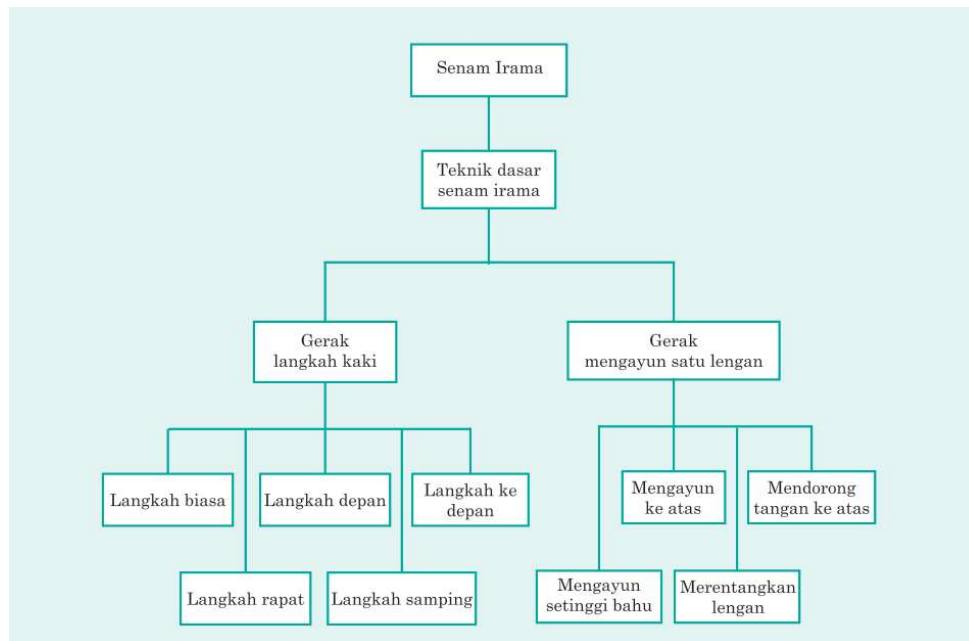 Senam Irama
Teknik dasar
senam irama
Gerak
langkah kaki
Gerak
mengayun satu lengan
Langkah biasa
Langkah depan
Langkah ke
depan
Mengayun
ke atas
Mendorong
tangan ke atas
Langkah rapat
Langkah samping
Mengayun
setinggi bahu
Merentangkan
lengan